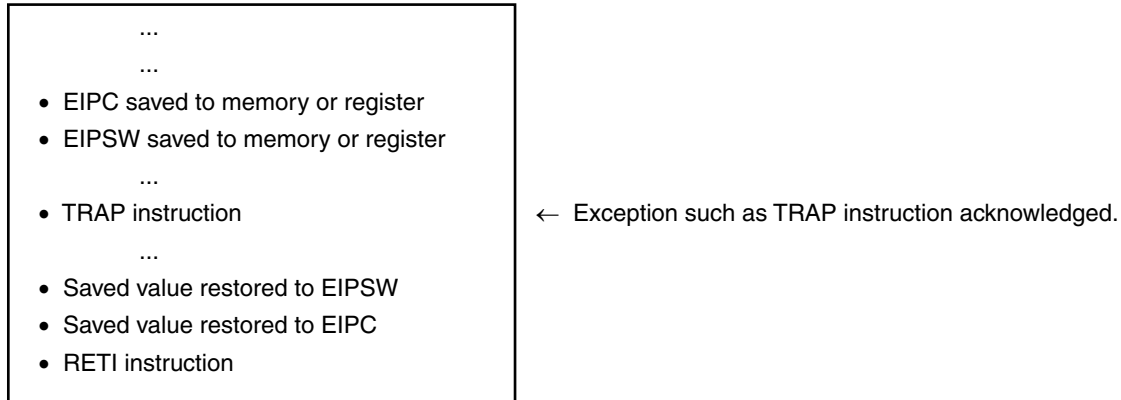 ...
...
• EIPC saved to memory or register
• EIPSW saved to memory or register
...
• TRAP instruction ← Exception such as TRAP instruction acknowledged.
...
• Saved value restored to EIPSW
• Saved value restored to EIPC
• RETI instruction